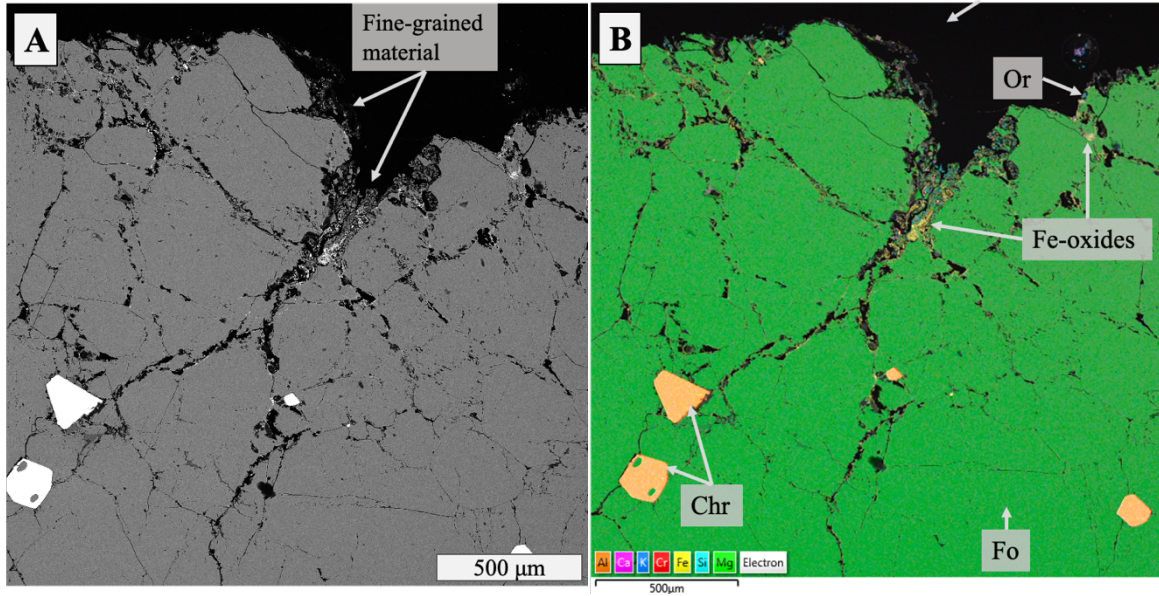 A
Fine-grained
material
500 μm
B
Or
Fe-oxides
Chr
Fo
Al Ca K Cr Fe Si Mg Electron
500μm